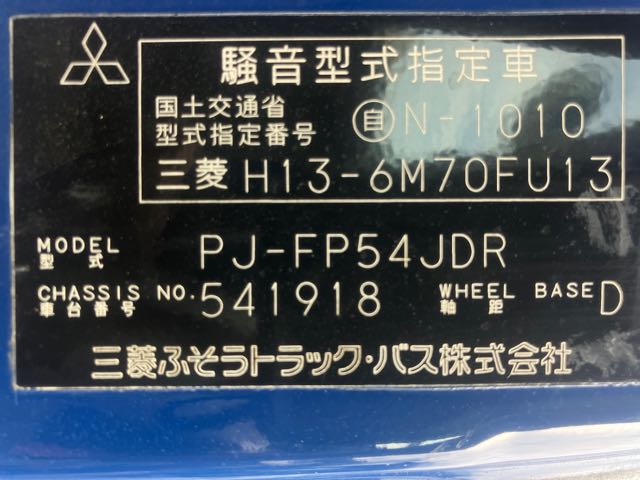 騒音型式指定車
国土交通省
型式指定番号 自 N-1010
三菱 H13-6M70FU13
MODEL
型式 PJ-FP54JDR
CHASSIS NO. 541918 WHEEL BASE D
車台番号 軸距
三菱ふそうトラック・バス株式会社